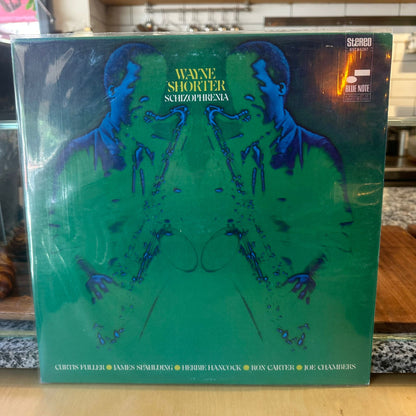 STEREO
WAYNE
SHORTER
SCHIZOPHRENIA
BLUE NOTE
CURTIS FULLER ● JAMES SPAULDING ● HERBIE HANCOCK ● RON CARTER ● JOE CHAMBERS